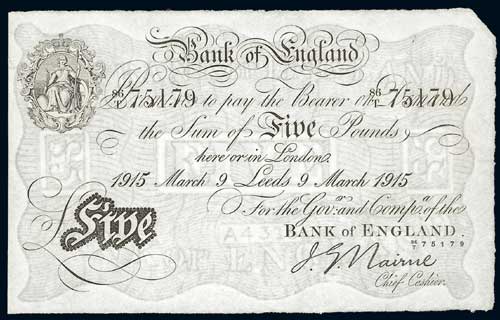 Bank of England
86/T 75179 to pay the Bearer on Demand 86/T 75179
the Sum of Five Pounds
here or in London
1915 March 9 Leeds 9 March 1915
For the Govr. and Compa. of the
BANK OF ENGLAND.
86/T 75179
£Five
J. G. Nairne
Chief Cashier.